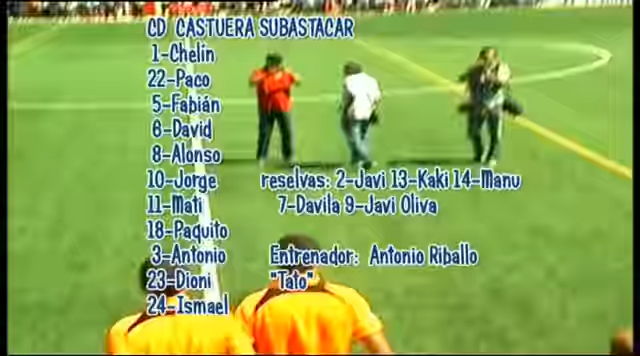 CD CASTUERA SUBASTACAR
1-Chelín
22-Paco
5-Fabián
6-David
8-Alonso
10-Jorge
11-Mati
18-Paquito
3-Antonio
23-Dioni
24-Ismael
reselvas: 2-Javi 13-Kaki 14-Manu
7-Davila 9-Javi Oliva
Entrenador: Antonio Riballo
"Tato"